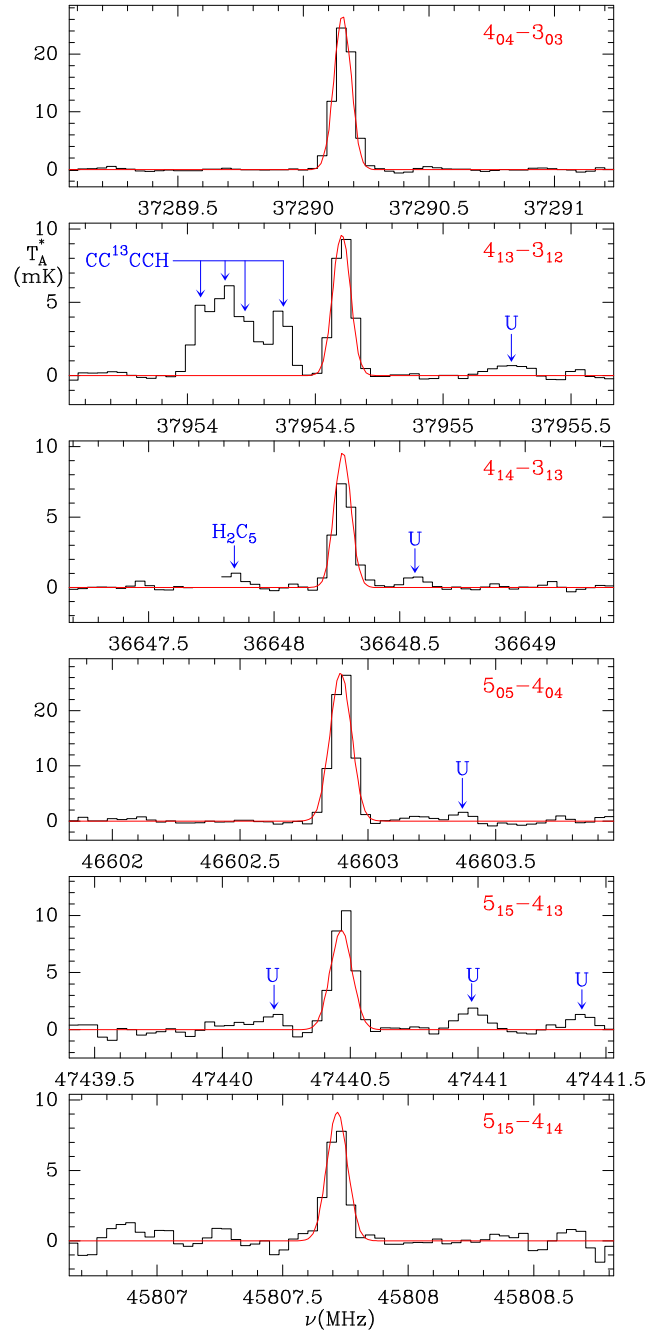 4₀₄−3₀₃
20
10
0
37289.5 37290 37290.5 37291
T*A
(mK)
4₁₃−3₁₂
CC¹³CCH
U
10
5
0
37954 37954.5 37955 37955.5
4₁₄−3₁₃
H₂C₅
U
10
5
0
36647.5 36648 36648.5 36649
5₀₅−4₀₄
U
20
10
0
46602 46602.5 46603 46603.5
5₁₅−4₁₃
U U U
10
5
0
47439.5 47440 47440.5 47441 47441.5
5₁₅−4₁₄
10
5
0
45807 45807.5 45808 45808.5
ν(MHz)